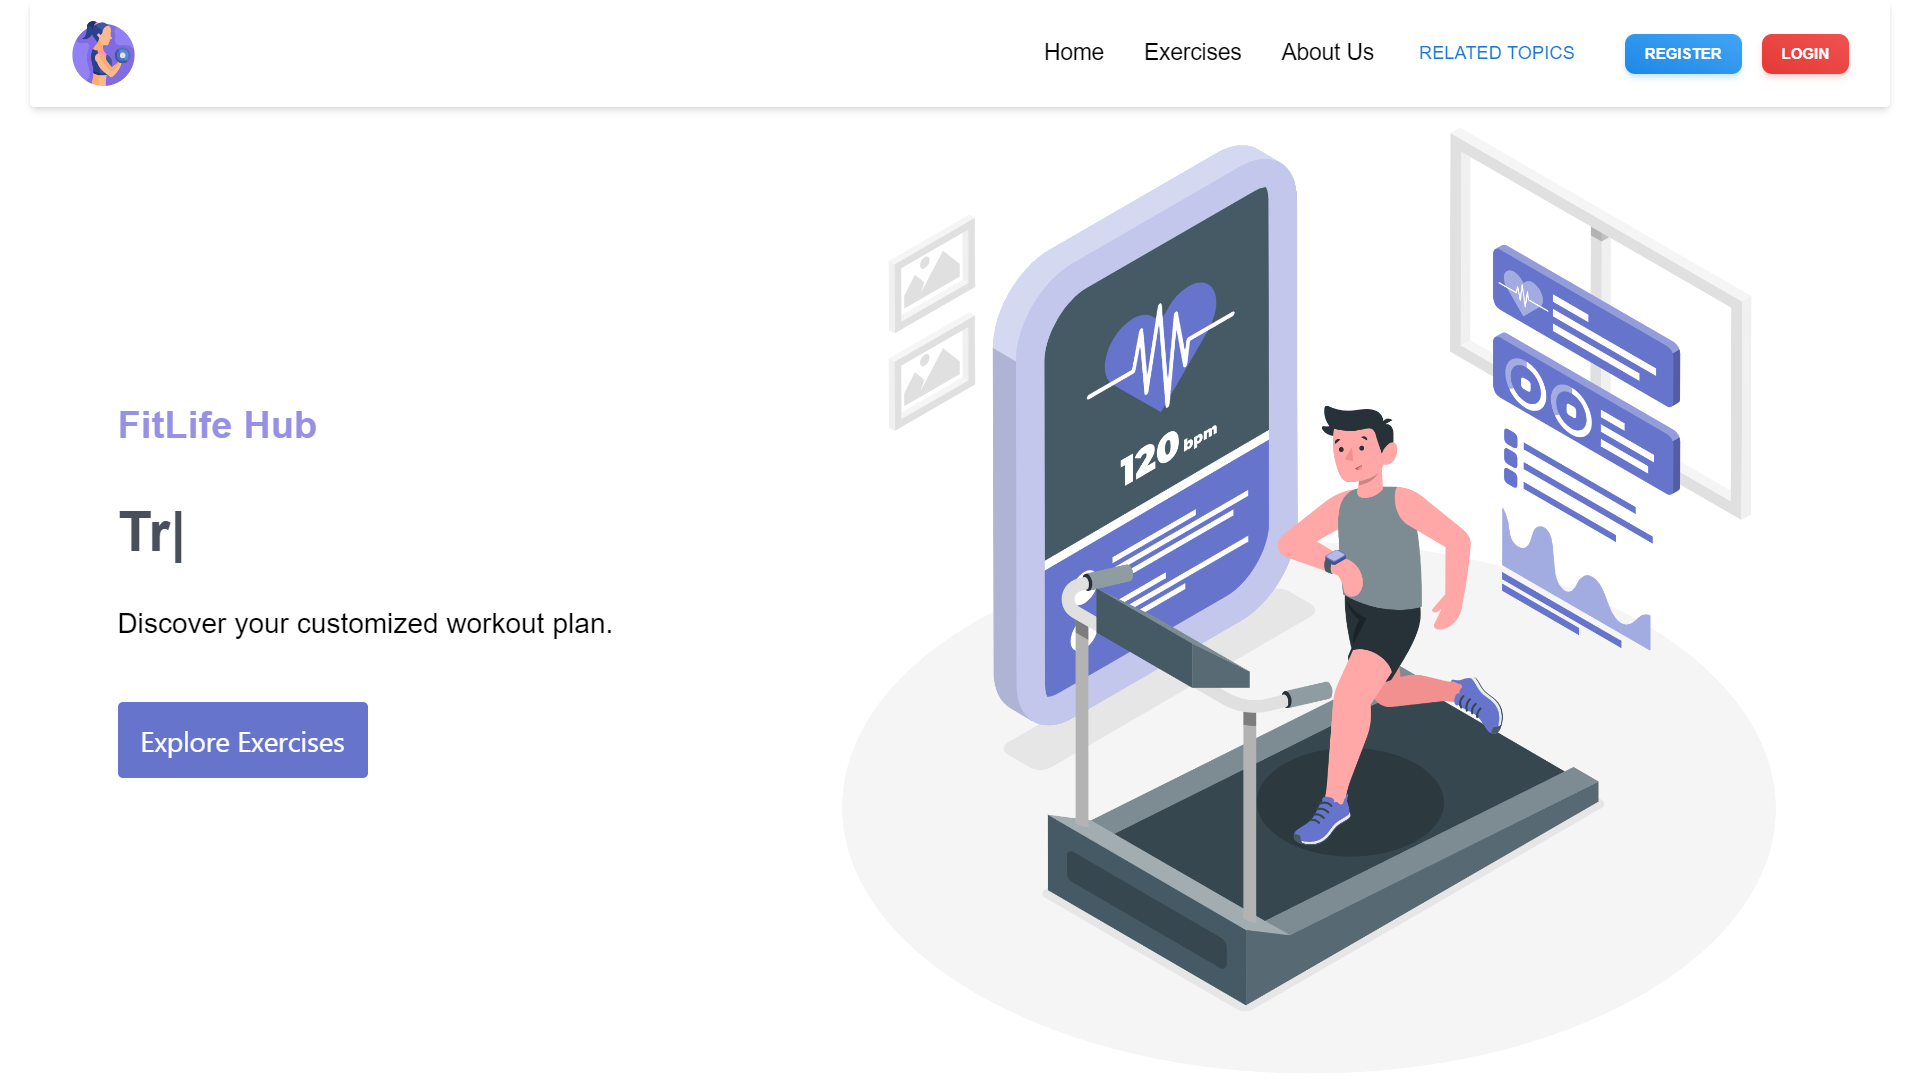 Home Exercises About Us RELATED TOPICS REGISTER LOGIN
FitLife Hub
Tr|
Discover your customized workout plan.
Explore Exercises
120 bpm